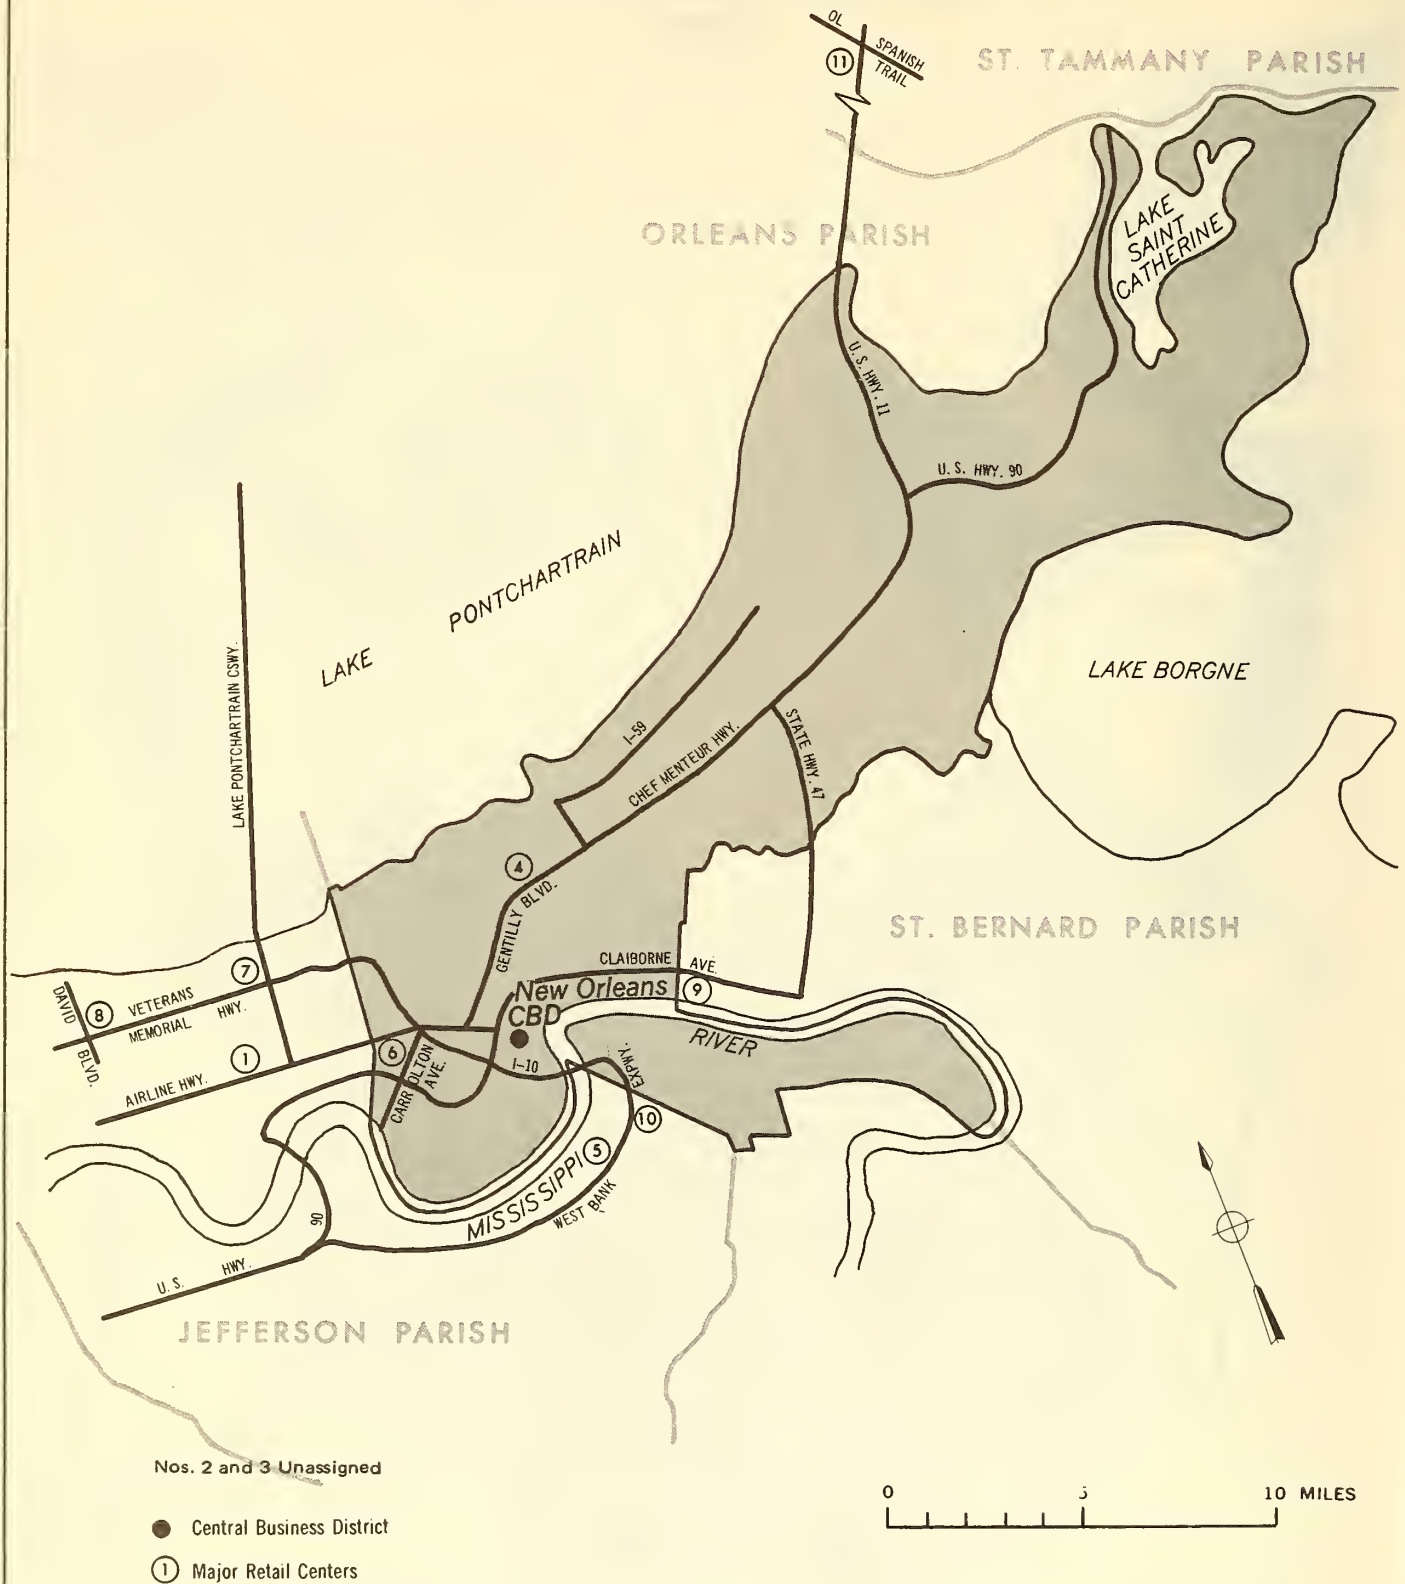 OL
SPANISH
TRAIL
11
ST. TAMMANY PARISH
ORLEANS PARISH
LAKE
SAINT
CATHERINE
U. S. HWY. 11
U. S. HWY. 90
LAKE PONTCHARTRAIN
LAKE BORGNE
LAKE PONTCHARTRAIN CSWY.
I-59
CHEF MENTEUR HWY.
STATE HWY. 47
4
GENTILLY BLVD.
ST. BERNARD PARISH
CLAIBORNE AVE.
New Orleans
CBD
9
7
DAVID BLVD.
8
VETERANS
MEMORIAL HWY.
1
AIRLINE HWY.
6
CARROLTON
AVE.
I-10
RIVER
EXPWY.
10
5
MISSISSIPPI
WEST BANK
90
U. S. HWY.
JEFFERSON PARISH
Nos. 2 and 3 Unassigned
Central Business District
1 Major Retail Centers
0 5 10 MILES